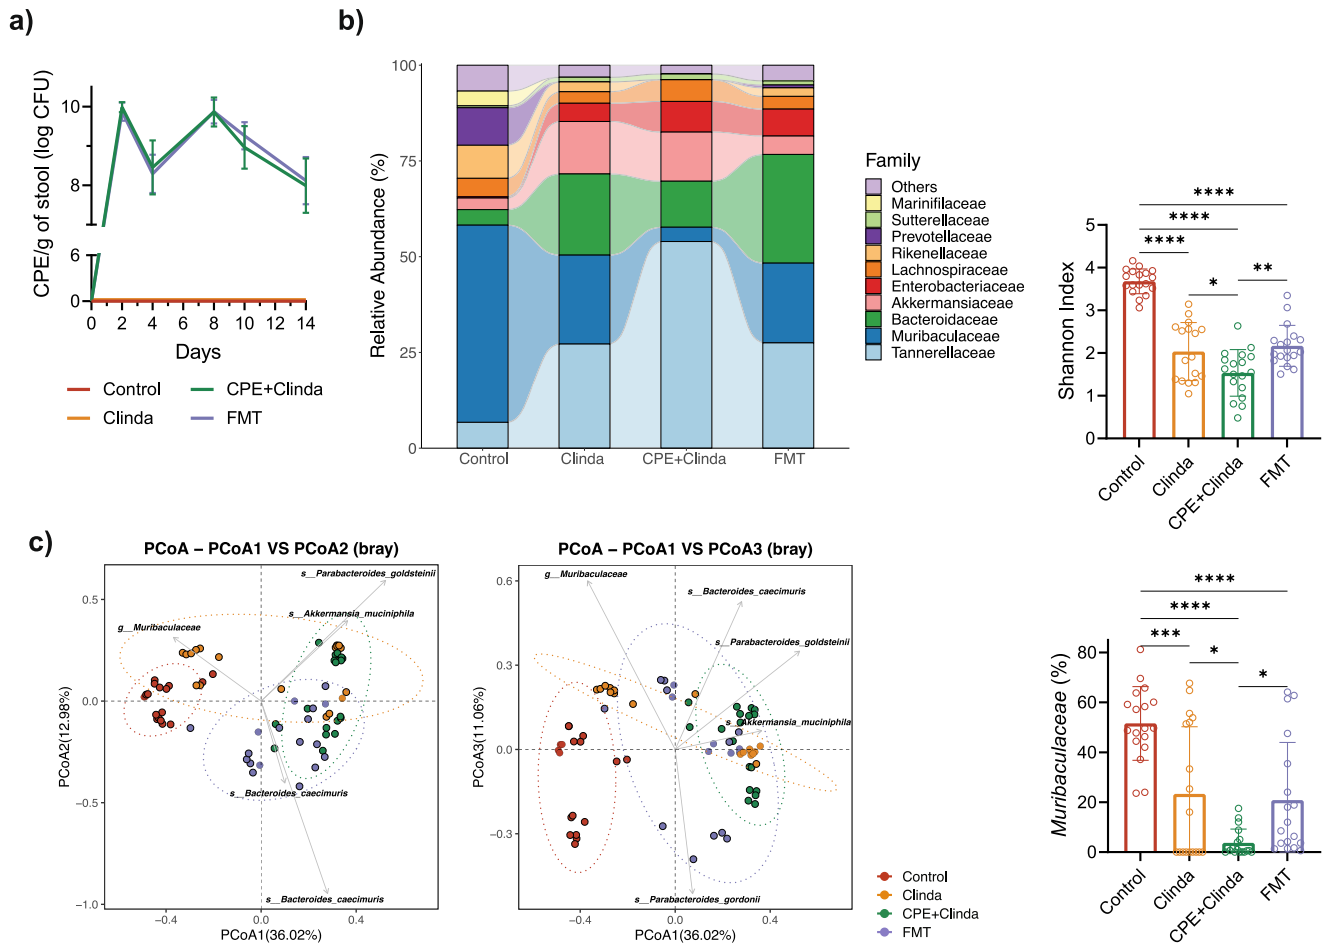 a)
CPE/g of stool (log CFU)
10
8
6
0
0 2 4 6 8 10 12 14
Days
Control
CPE+Clinda
Clinda
FMT
b)
Relative Abundance (%)
100
75
50
25
0
Control Clinda CPE+Clinda FMT
Family
Others
Marinifilaceae
Sutterellaceae
Prevotellaceae
Rikenellaceae
Lachnospiraceae
Enterobacteriaceae
Akkermansiaceae
Bacteroidaceae
Muribaculaceae
Tannerellaceae
Shannon Index
5
4
3
2
1
0
****
****
****
*
**
Control
Clinda
CPE+Clinda
FMT
c)
PCoA – PCoA1 VS PCoA2 (bray)
PCoA2(12.98%)
0.5
0.0
−0.5
−1.0
s__Parabacteroides_goldsteinii
s__Akkermansia_muciniphila
g__Muribaculaceae
s__Bacteroides_caecimuris
s__Bacteroides_caecimuris
−0.4 0.0 0.4
PCoA1(36.02%)
PCoA – PCoA1 VS PCoA3 (bray)
PCoA3(11.06%)
0.6
0.3
0.0
−0.3
g__Muribaculaceae
s__Bacteroides_caecimuris
s__Parabacteroides_goldsteinii
s__Akkermansia_muciniphila
s__Parabacteroides_gordonii
−0.4 0.0 0.4
PCoA1(36.02%)
Control
Clinda
CPE+Clinda
FMT
Muribaculaceae (%)
80
60
40
20
0
****
****
***
*
*
Control
Clinda
CPE+Clinda
FMT